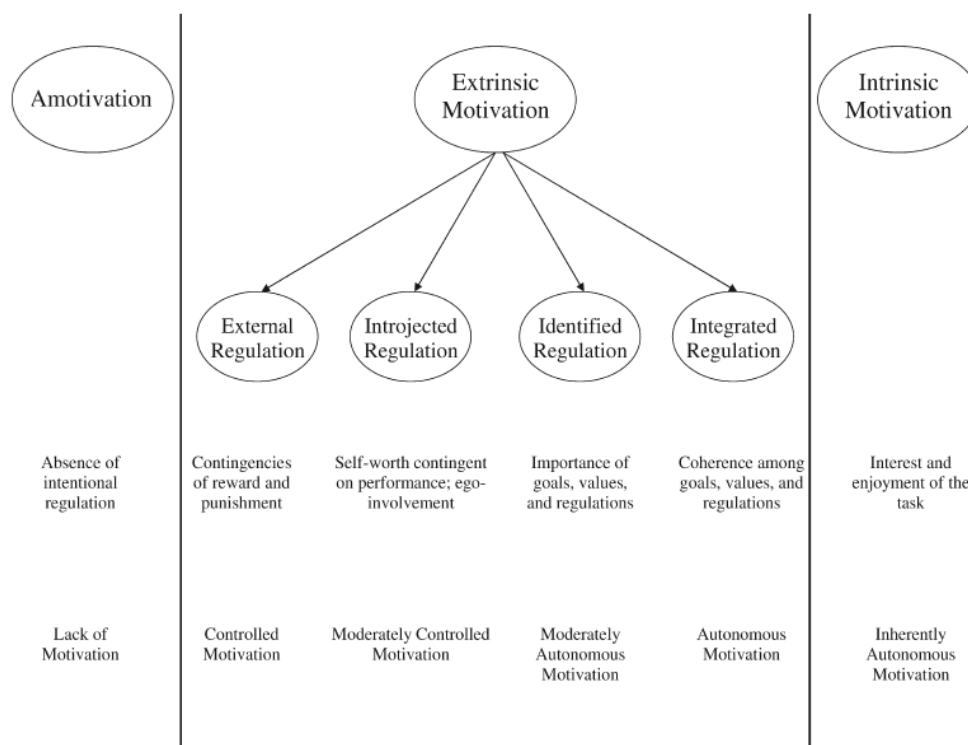 Amotivation
Extrinsic
Motivation
Intrinsic
Motivation
External
Regulation
Introjected
Regulation
Identified
Regulation
Integrated
Regulation
Absence of
intentional
regulation
Contingencies
of reward and
punishment
Self-worth contingent
on performance; ego-
involvement
Importance of
goals, values,
and regulations
Coherence among
goals, values, and
regulations
Interest and
enjoyment of the
task
Lack of
Motivation
Controlled
Motivation
Moderately Controlled
Motivation
Moderately
Autonomous
Motivation
Autonomous
Motivation
Inherently
Autonomous
Motivation